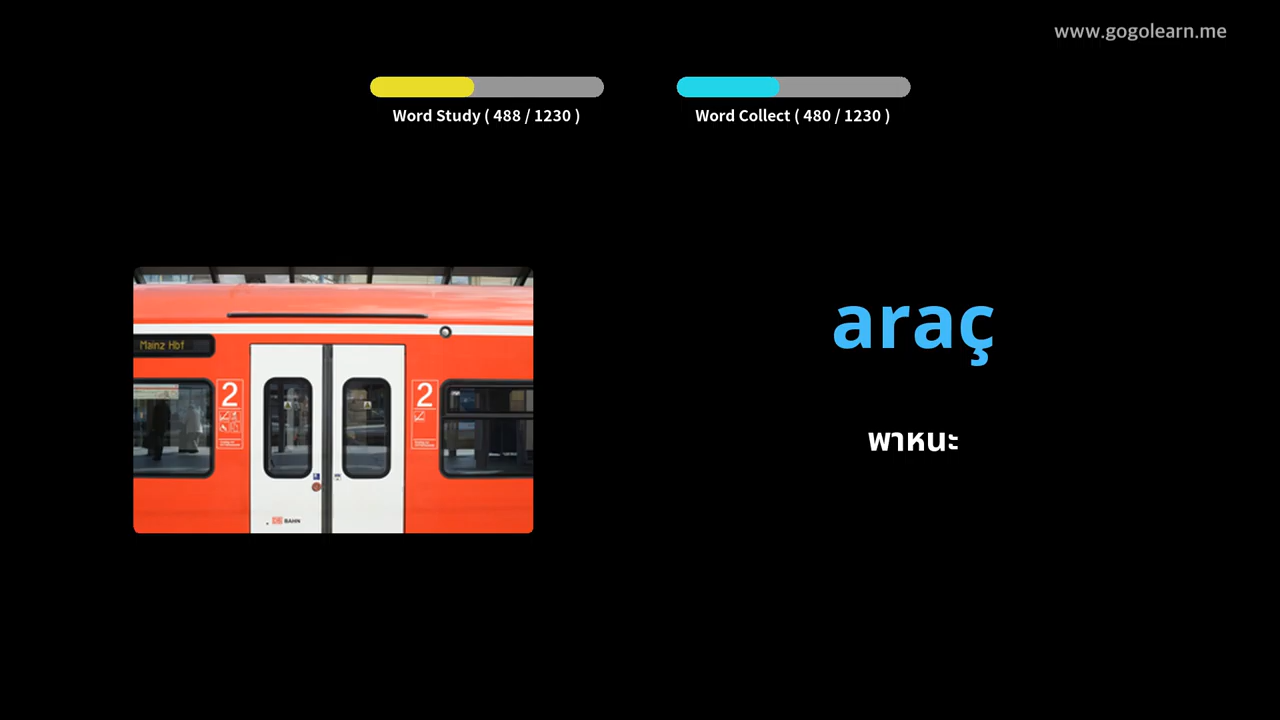 www.gogolearn.me
Word Study ( 488 / 1230 )
Word Collect ( 480 / 1230 )
araç
พาหนะ
Mainz Hbf
2
2
BAHN